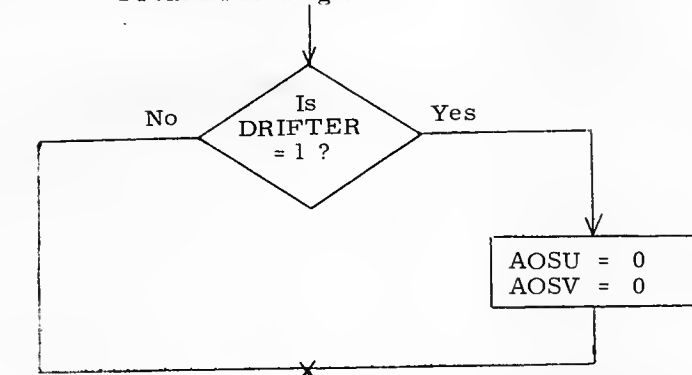 No
Is
DRIFTER
= 1 ?
Yes
AOSU = 0
AOSV = 0